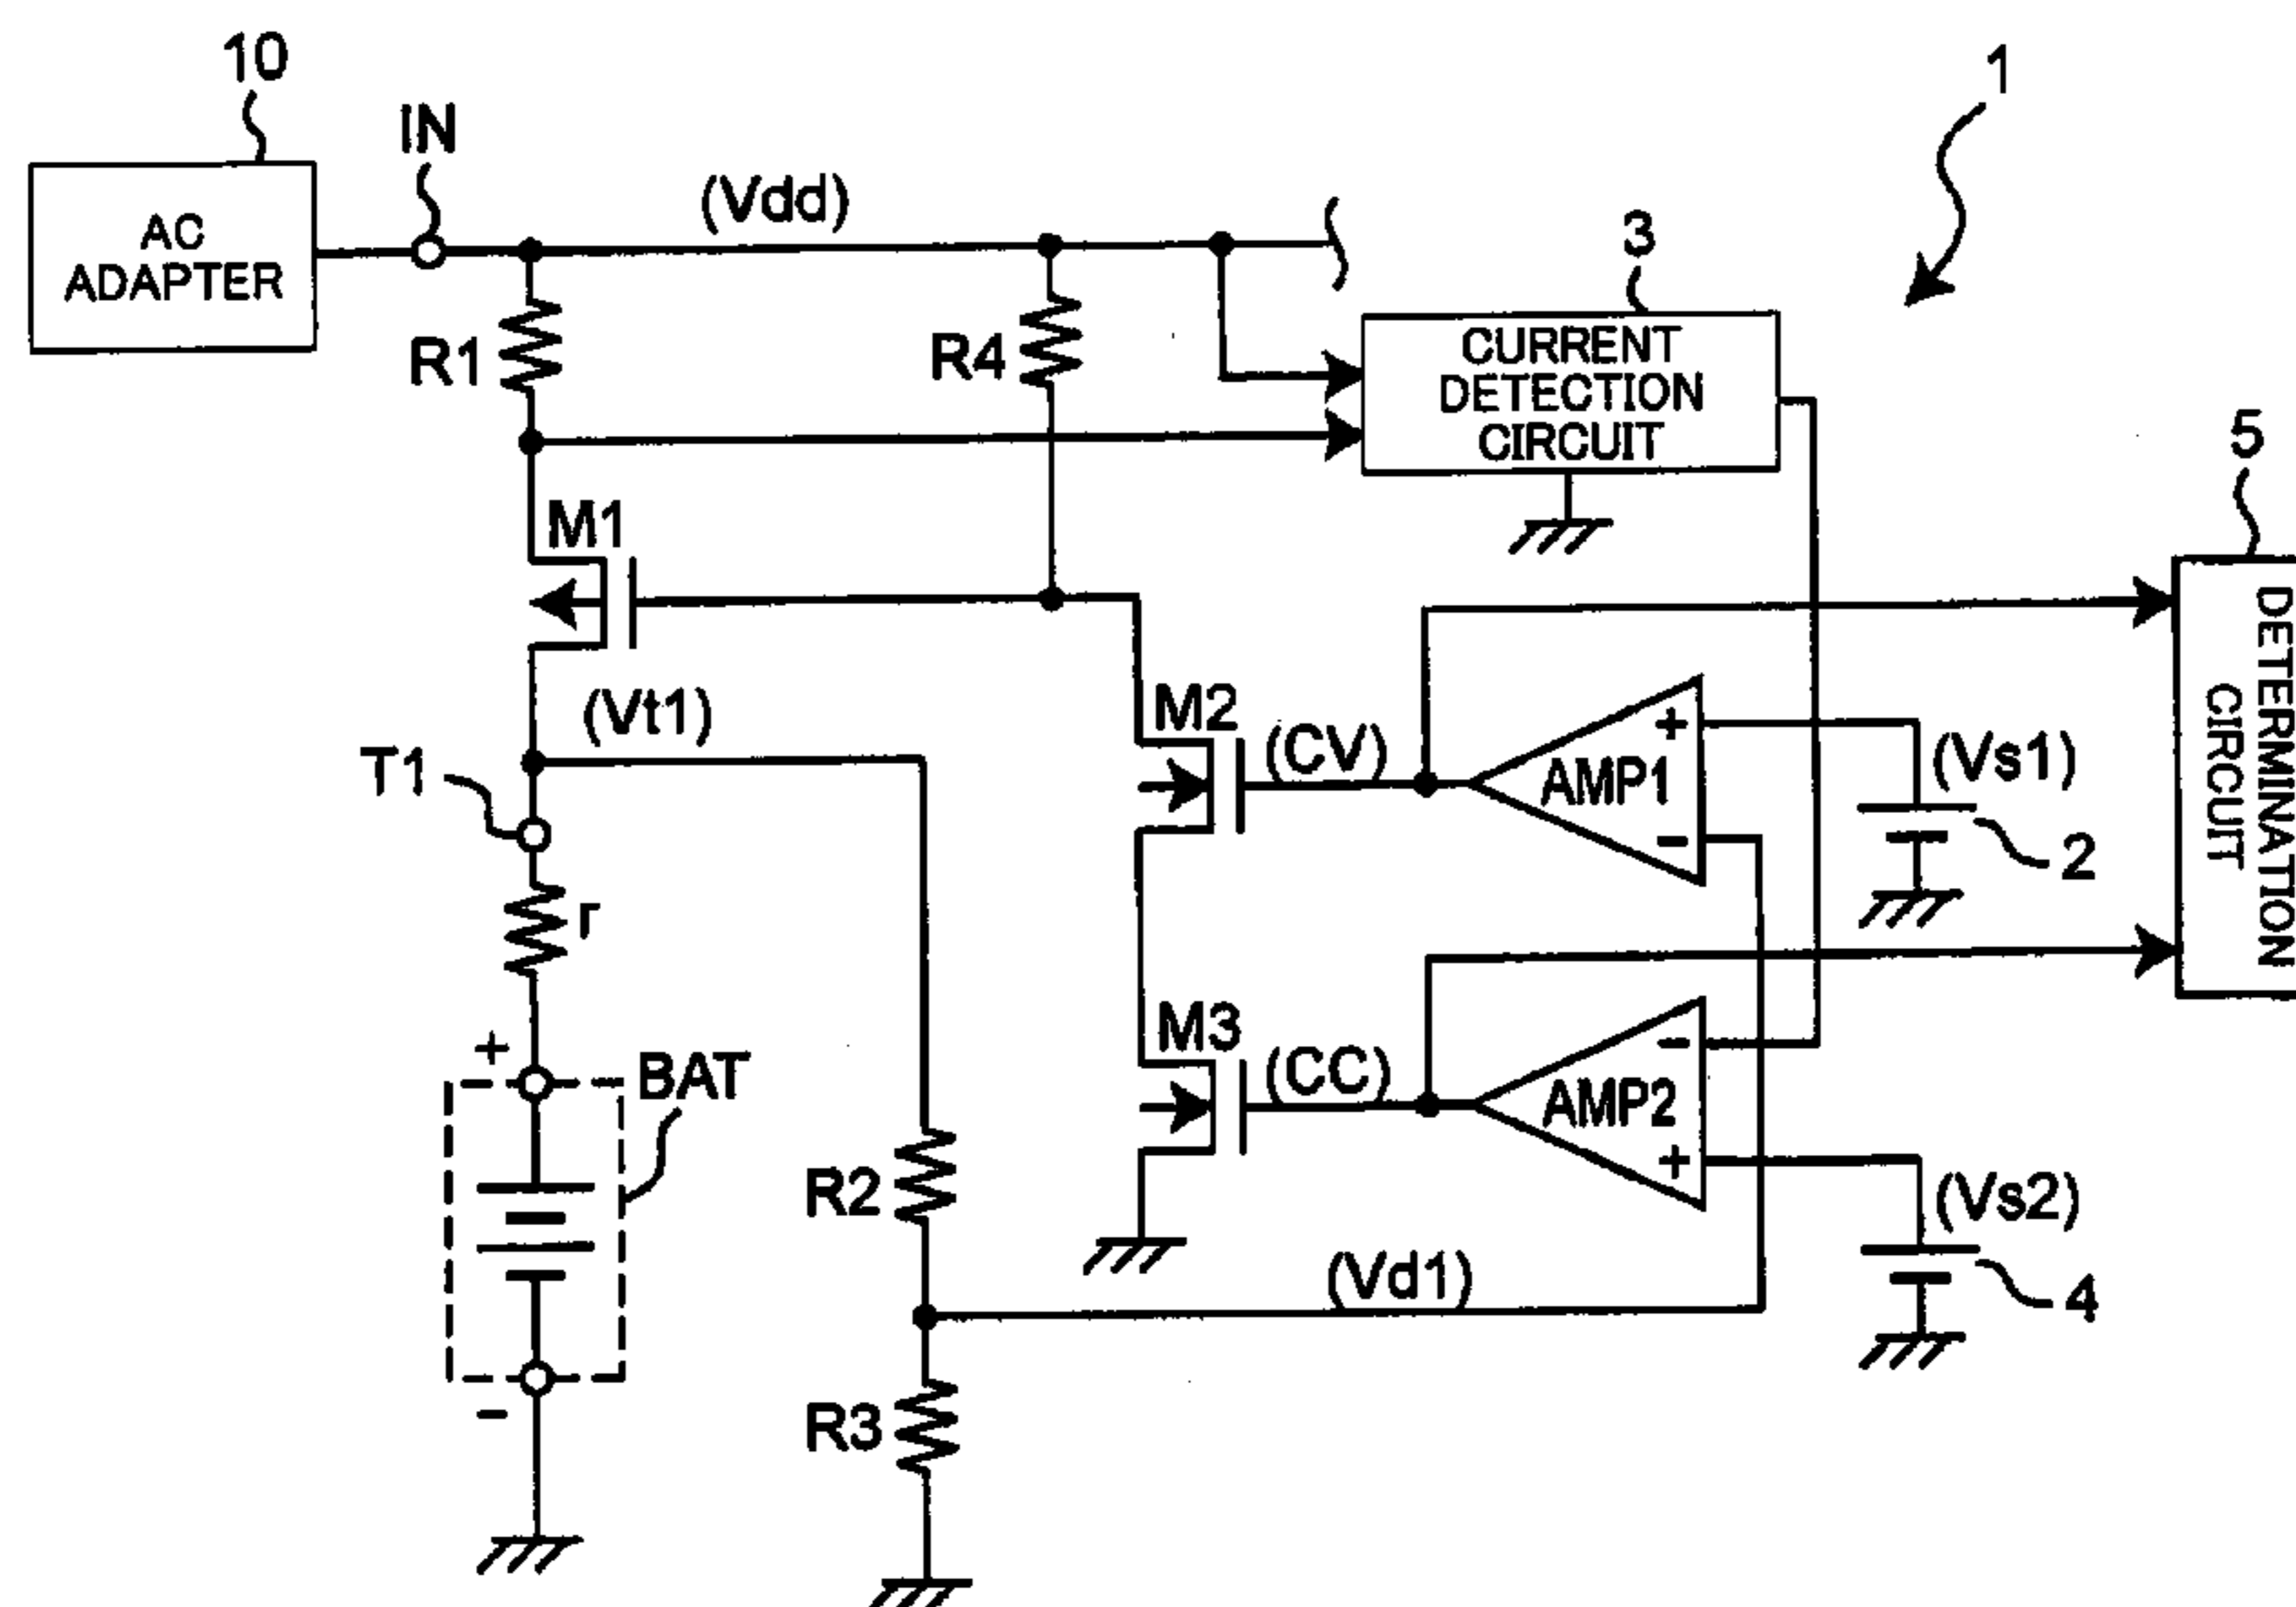 10
IN
1
(Vdd)
AC
ADAPTER
3
R1
R4
CURRENT
DETECTION
CIRCUIT
5
M1
DETERMINATION
CIRCUIT
(Vt1)
M2
(CV)
+
AMP1
-
(Vs1)
2
T1
r
M3
(CC)
-
AMP2
+
(Vs2)
4
+
BAT
-
R2
(Vd1)
R3